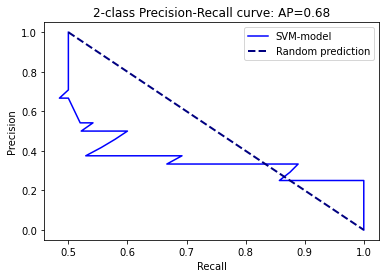 2-class Precision-Recall curve: AP=0.68
SVM-model
Random prediction
Precision
1.0
0.8
0.6
0.4
0.2
0.0
0.5 0.6 0.7 0.8 0.9 1.0
Recall